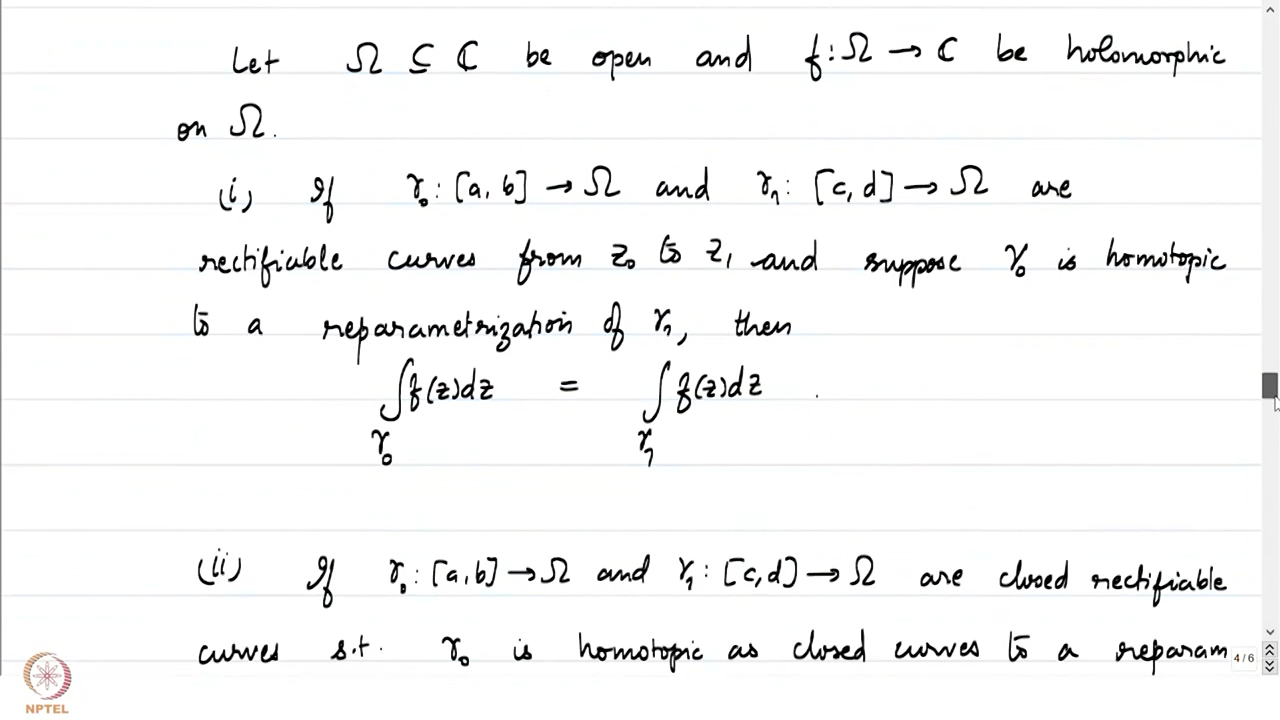 Let Ω ⊆ ℂ be open and f : Ω → ℂ be holomorphic
on Ω.
(i) If γ₀ : [a, b] → Ω and γ₁ : [c, d] → Ω are
rectifiable curves from z₀ to z₁ and suppose γ₀ is homotopic
to a reparametrization of γ₁, then
∫_γ₀ f(z)dz = ∫_γ₁ f(z)dz .
(ii) If γ₀ : [a, b] → Ω and γ₁ : [c, d] → Ω are closed rectifiable
curves s.t. γ₀ is homotopic as closed curves to a reparam
4 / 6
NPTEL